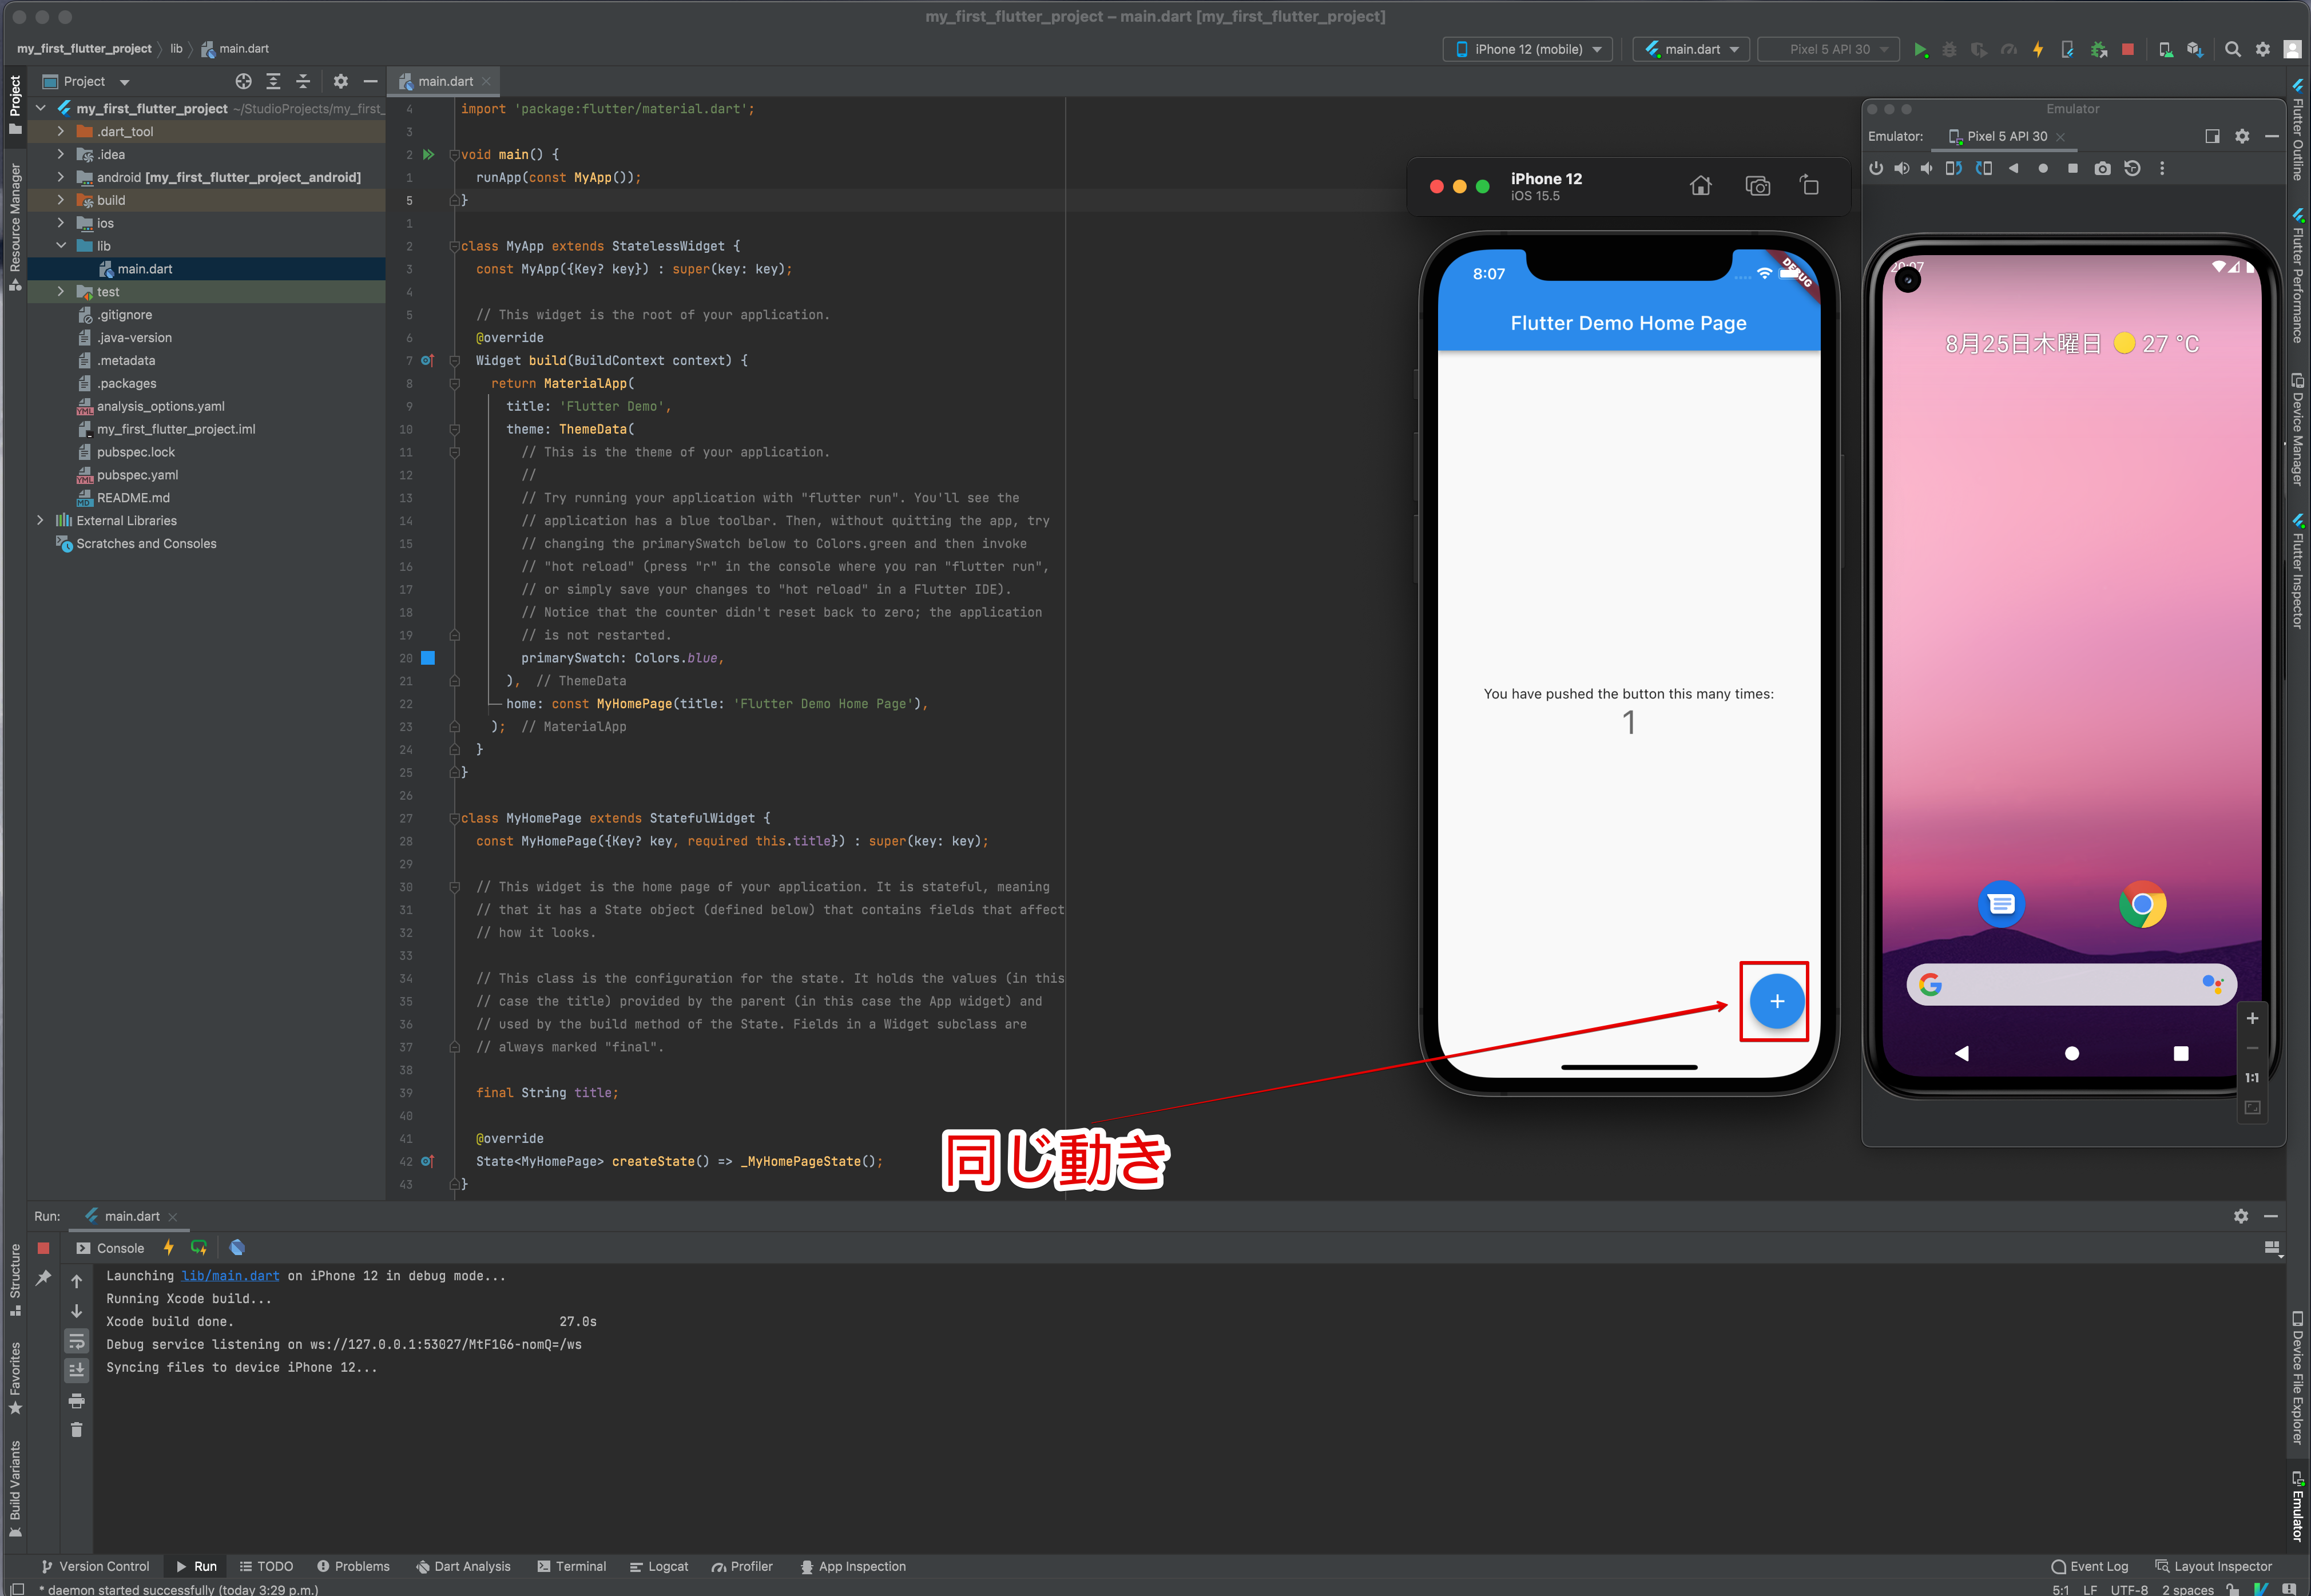 my_first_flutter_project – main.dart [my_first_flutter_project]
my_first_flutter_project lib main.dart
iPhone 12 (mobile) main.dart Pixel 5 API 30
Project
Resource Manager
Structure
Favorites
Build Variants
Project
my_first_flutter_project ~/StudioProjects/my_first_
.dart_tool
.idea
android [my_first_flutter_project_android]
build
ios
lib
main.dart
test
.gitignore
.java-version
.metadata
.packages
analysis_options.yaml
my_first_flutter_project.iml
pubspec.lock
pubspec.yaml
README.md
External Libraries
Scratches and Consoles
main.dart
4 import 'package:flutter/material.dart';
3
2 void main() {
1 runApp(const MyApp());
5 }
1
2 class MyApp extends StatelessWidget {
3 const MyApp({Key? key}) : super(key: key);
4
5 // This widget is the root of your application.
6 @override
7 Widget build(BuildContext context) {
8 return MaterialApp(
9 title: 'Flutter Demo',
10 theme: ThemeData(
11 // This is the theme of your application.
12 //
13 // Try running your application with "flutter run". You'll see the
14 // application has a blue toolbar. Then, without quitting the app, try
15 // changing the primarySwatch below to Colors.green and then invoke
16 // "hot reload" (press "r" in the console where you ran "flutter run",
17 // or simply save your changes to "hot reload" in a Flutter IDE).
18 // Notice that the counter didn't reset back to zero; the application
19 // is not restarted.
20 primarySwatch: Colors.blue,
21 ), // ThemeData
22 home: const MyHomePage(title: 'Flutter Demo Home Page'),
23 ); // MaterialApp
24 }
25 }
26
27 class MyHomePage extends StatefulWidget {
28 const MyHomePage({Key? key, required this.title}) : super(key: key);
29
30 // This widget is the home page of your application. It is stateful, meaning
31 // that it has a State object (defined below) that contains fields that affect
32 // how it looks.
33
34 // This class is the configuration for the state. It holds the values (in this
35 // case the title) provided by the parent (in this case the App widget) and
36 // used by the build method of the State. Fields in a Widget subclass are
37 // always marked "final".
38
39 final String title;
40
41 @override
42 State<MyHomePage> createState() => _MyHomePageState();
43 }
同じ動き
iPhone 12
iOS 15.5
8:07
DEBUG
Flutter Demo Home Page
You have pushed the button this many times:
1
+
Emulator
Emulator: Pixel 5 API 30
20:07
8月25日木曜日 27 °C
G
1:1
Flutter Outline
Flutter Performance
Device Manager
Flutter Inspector
Device File Explorer
Emulator
Run: main.dart
Console
Launching lib/main.dart on iPhone 12 in debug mode...
Running Xcode build...
Xcode build done. 27.0s
Debug service listening on ws://127.0.0.1:53027/MtF1G6-nomQ=/ws
Syncing files to device iPhone 12...
Version Control Run TODO Problems Dart Analysis Terminal Logcat Profiler App Inspection Event Log Layout Inspector
* daemon started successfully (today 3:29 p.m.) 5:1 LF UTF-8 2 spaces